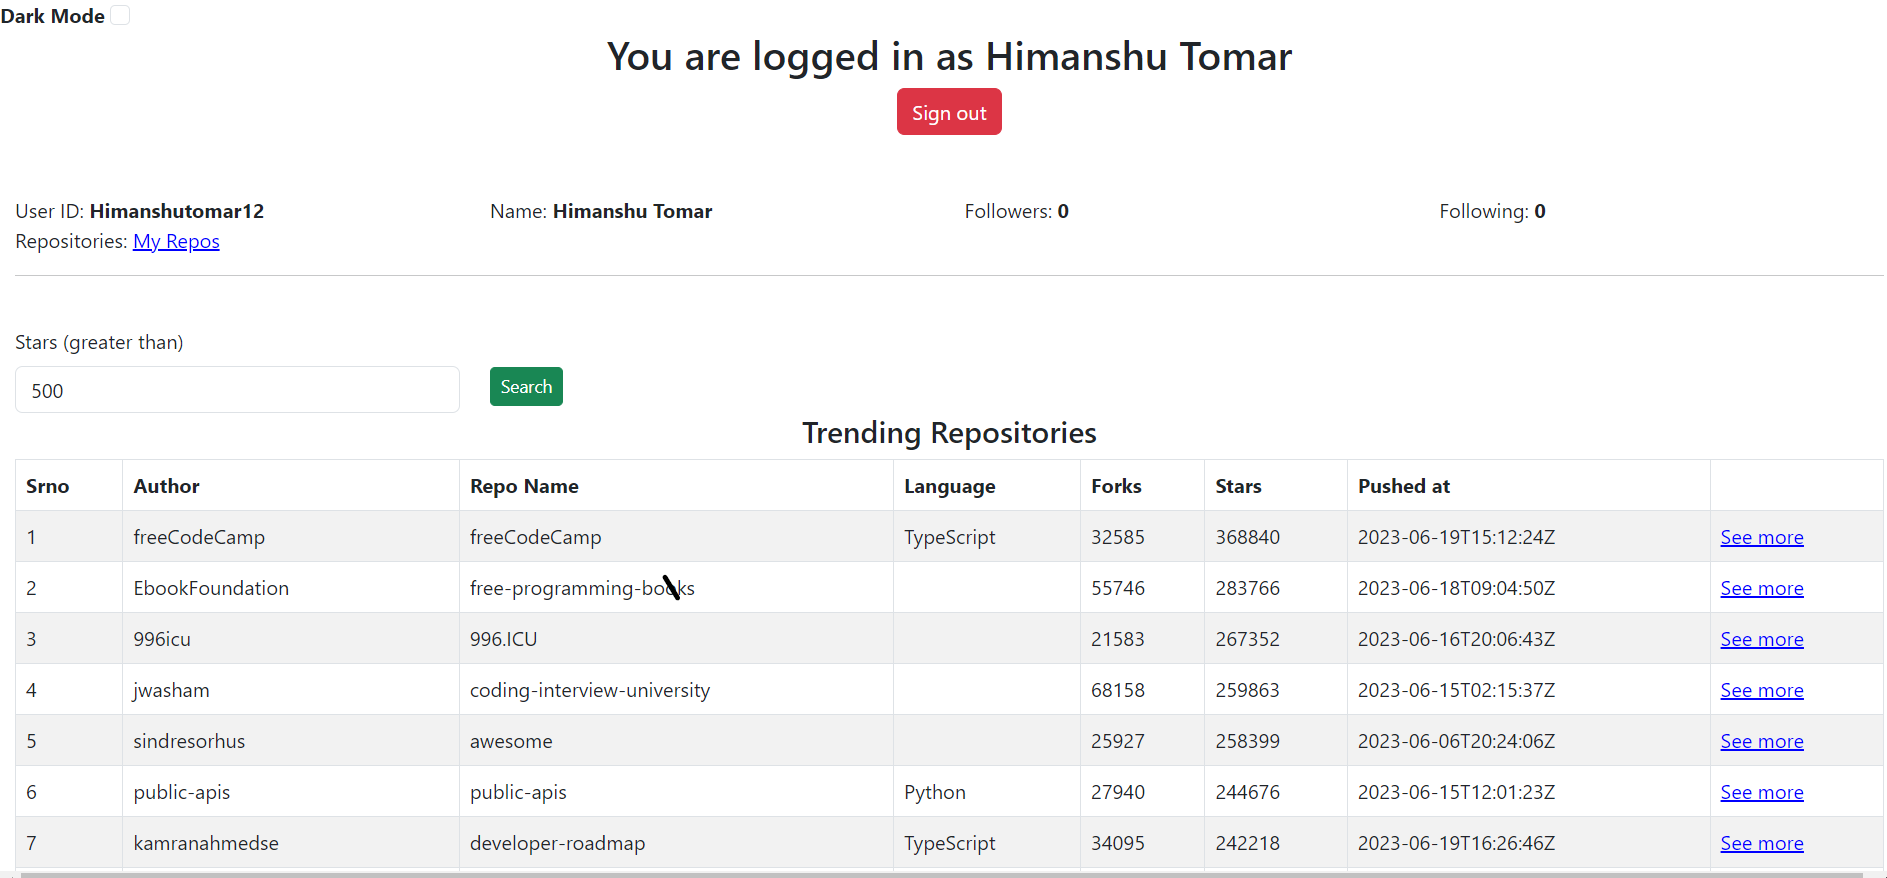 Dark Mode
You are logged in as Himanshu Tomar
Sign out
User ID: Himanshutomar12 Name: Himanshu Tomar Followers: 0 Following: 0
Repositories: My Repos
Stars (greater than)
500 Search
Trending Repositories
Srno Author Repo Name Language Forks Stars Pushed at
1 freeCodeCamp freeCodeCamp TypeScript 32585 368840 2023-06-19T15:12:24Z See more
2 EbookFoundation free-programming-books 55746 283766 2023-06-18T09:04:50Z See more
3 996icu 996.ICU 21583 267352 2023-06-16T20:06:43Z See more
4 jwasham coding-interview-university 68158 259863 2023-06-15T02:15:37Z See more
5 sindresorhus awesome 25927 258399 2023-06-06T20:24:06Z See more
6 public-apis public-apis Python 27940 244676 2023-06-15T12:01:23Z See more
7 kamranahmedse developer-roadmap TypeScript 34095 242218 2023-06-19T16:26:46Z See more